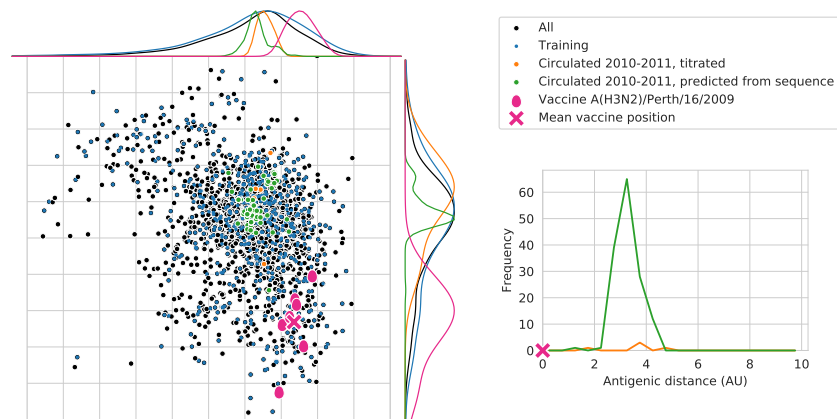 All
Training
Circulated 2010-2011, titrated
Circulated 2010-2011, predicted from sequence
Vaccine A(H3N2)/Perth/16/2009
Mean vaccine position
60
50
40
30
20
10
0
Frequency
0 2 4 6 8 10
Antigenic distance (AU)